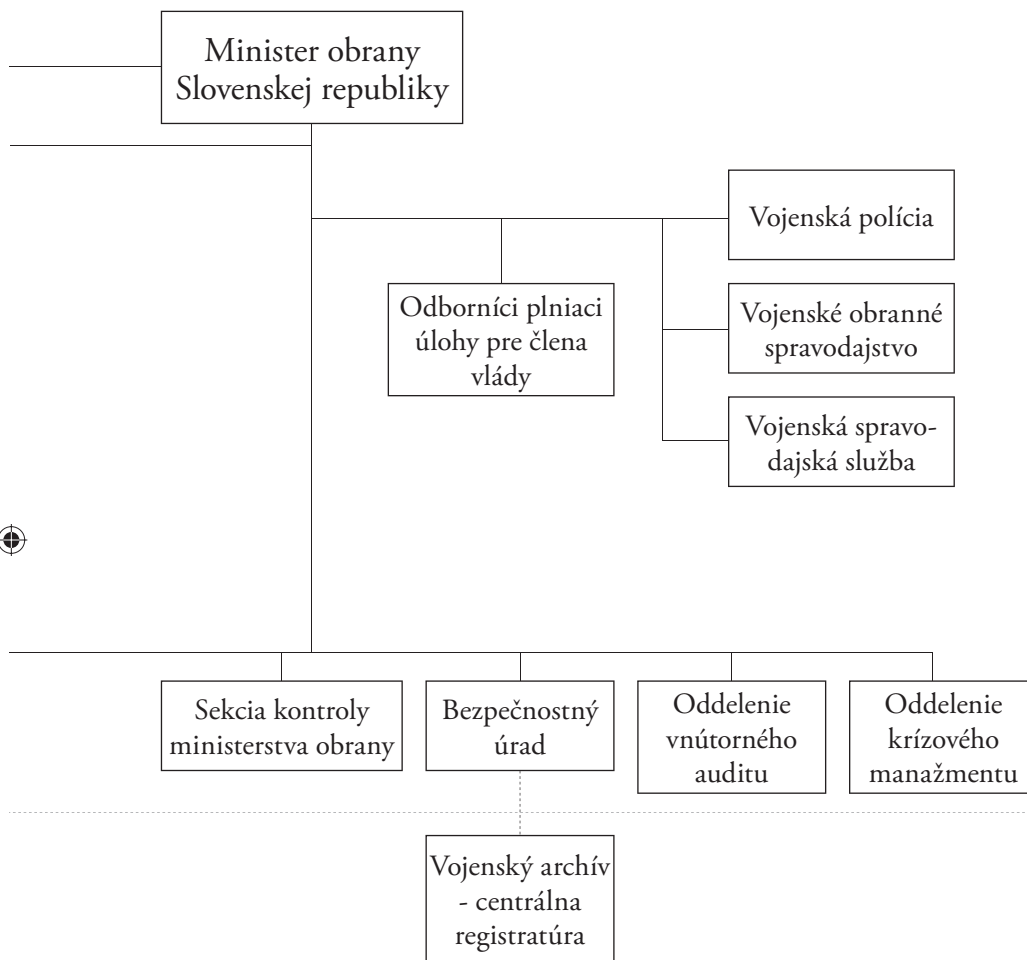 Minister obrany
Slovenskej republiky
Vojenská polícia
Odborníci plniaci
úlohy pre člena
vlády
Vojenské obranné
spravodajstvo
Vojenská spravo-
dajská služba
Sekcia kontroly
ministerstva obrany
Bezpečnostný
úrad
Oddelenie
vnútorného
auditu
Oddelenie
krízového
manažmentu
Vojenský archív
- centrálna
registratúra